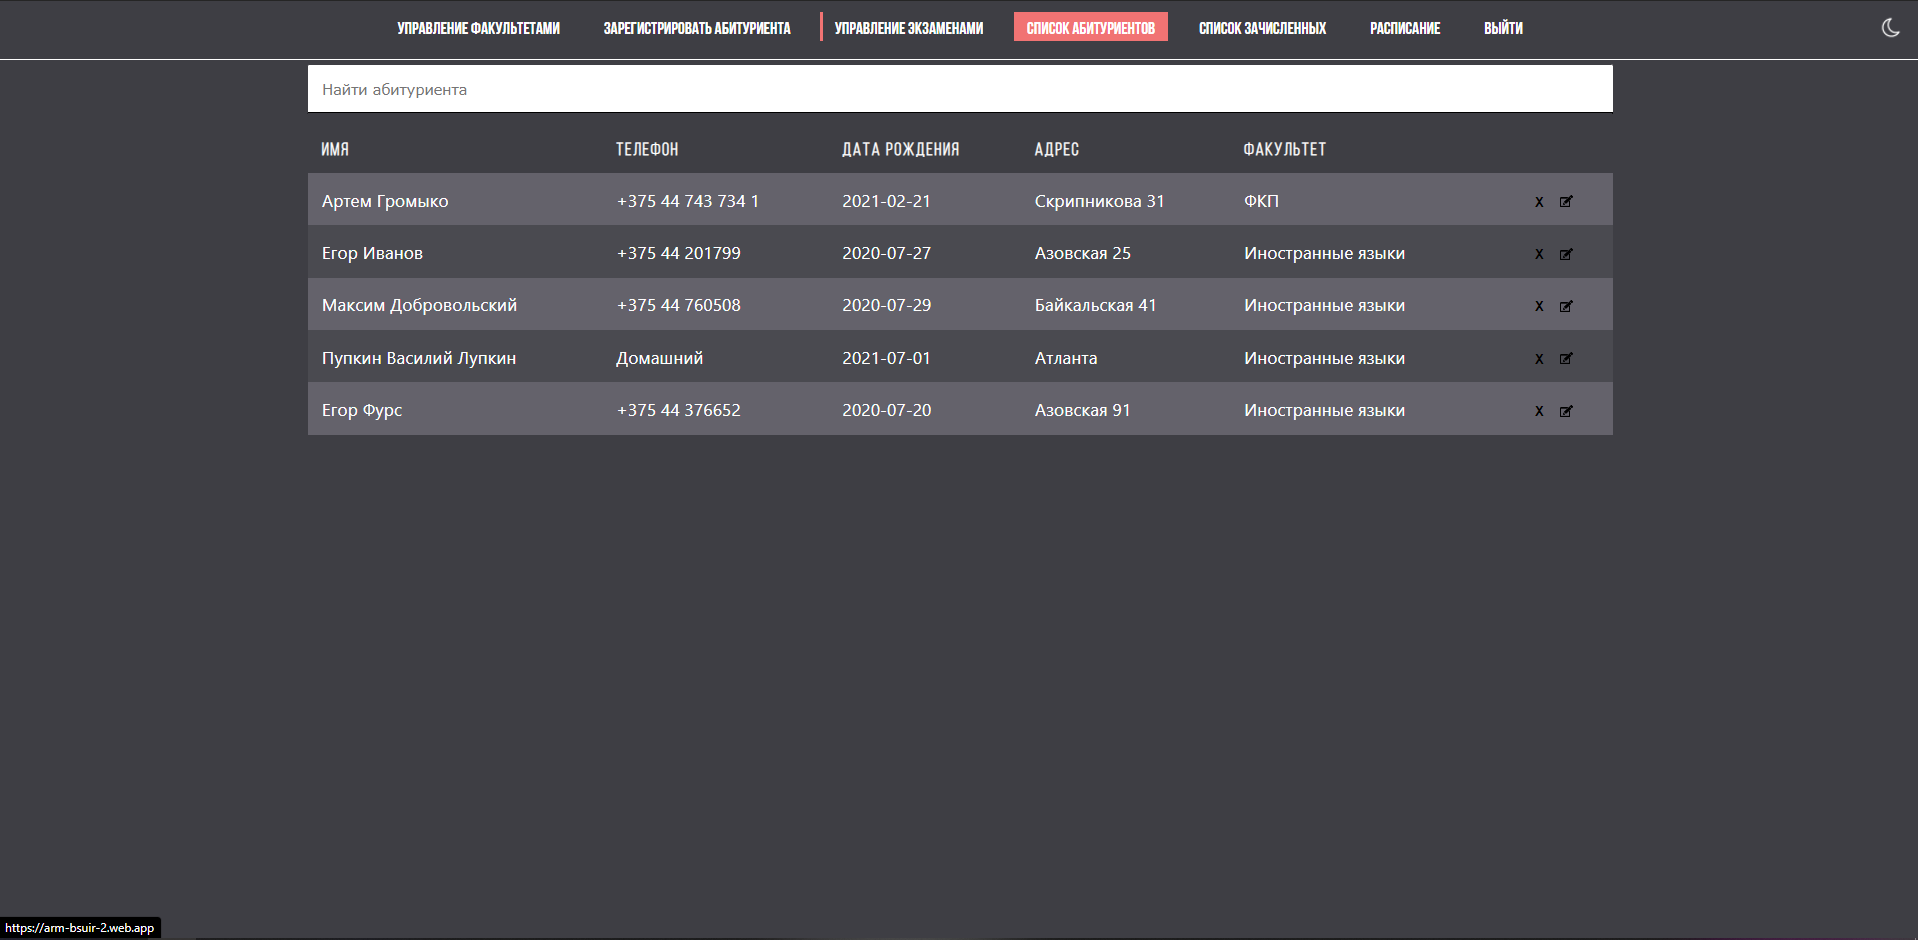 УПРАВЛЕНИЕ ФАКУЛЬТЕТАМИ ЗАРЕГИСТРИРОВАТЬ АБИТУРИЕНТА УПРАВЛЕНИЕ ЭКЗАМЕНАМИ СПИСОК АБИТУРИЕНТОВ СПИСОК ЗАЧИСЛЕННЫХ РАСПИСАНИЕ ВЫЙТИ
Найти абитуриента
ИМЯ ТЕЛЕФОН ДАТА РОЖДЕНИЯ АДРЕС ФАКУЛЬТЕТ
Артем Громыко +375 44 743 734 1 2021-02-21 Скрипникова 31 ФКП X
Егор Иванов +375 44 201799 2020-07-27 Азовская 25 Иностранные языки X
Максим Добровольский +375 44 760508 2020-07-29 Байкальская 41 Иностранные языки X
Пупкин Василий Лупкин Домашний 2021-07-01 Атланта Иностранные языки X
Егор Фурс +375 44 376652 2020-07-20 Азовская 91 Иностранные языки X
https://arm-bsuir-2.web.app